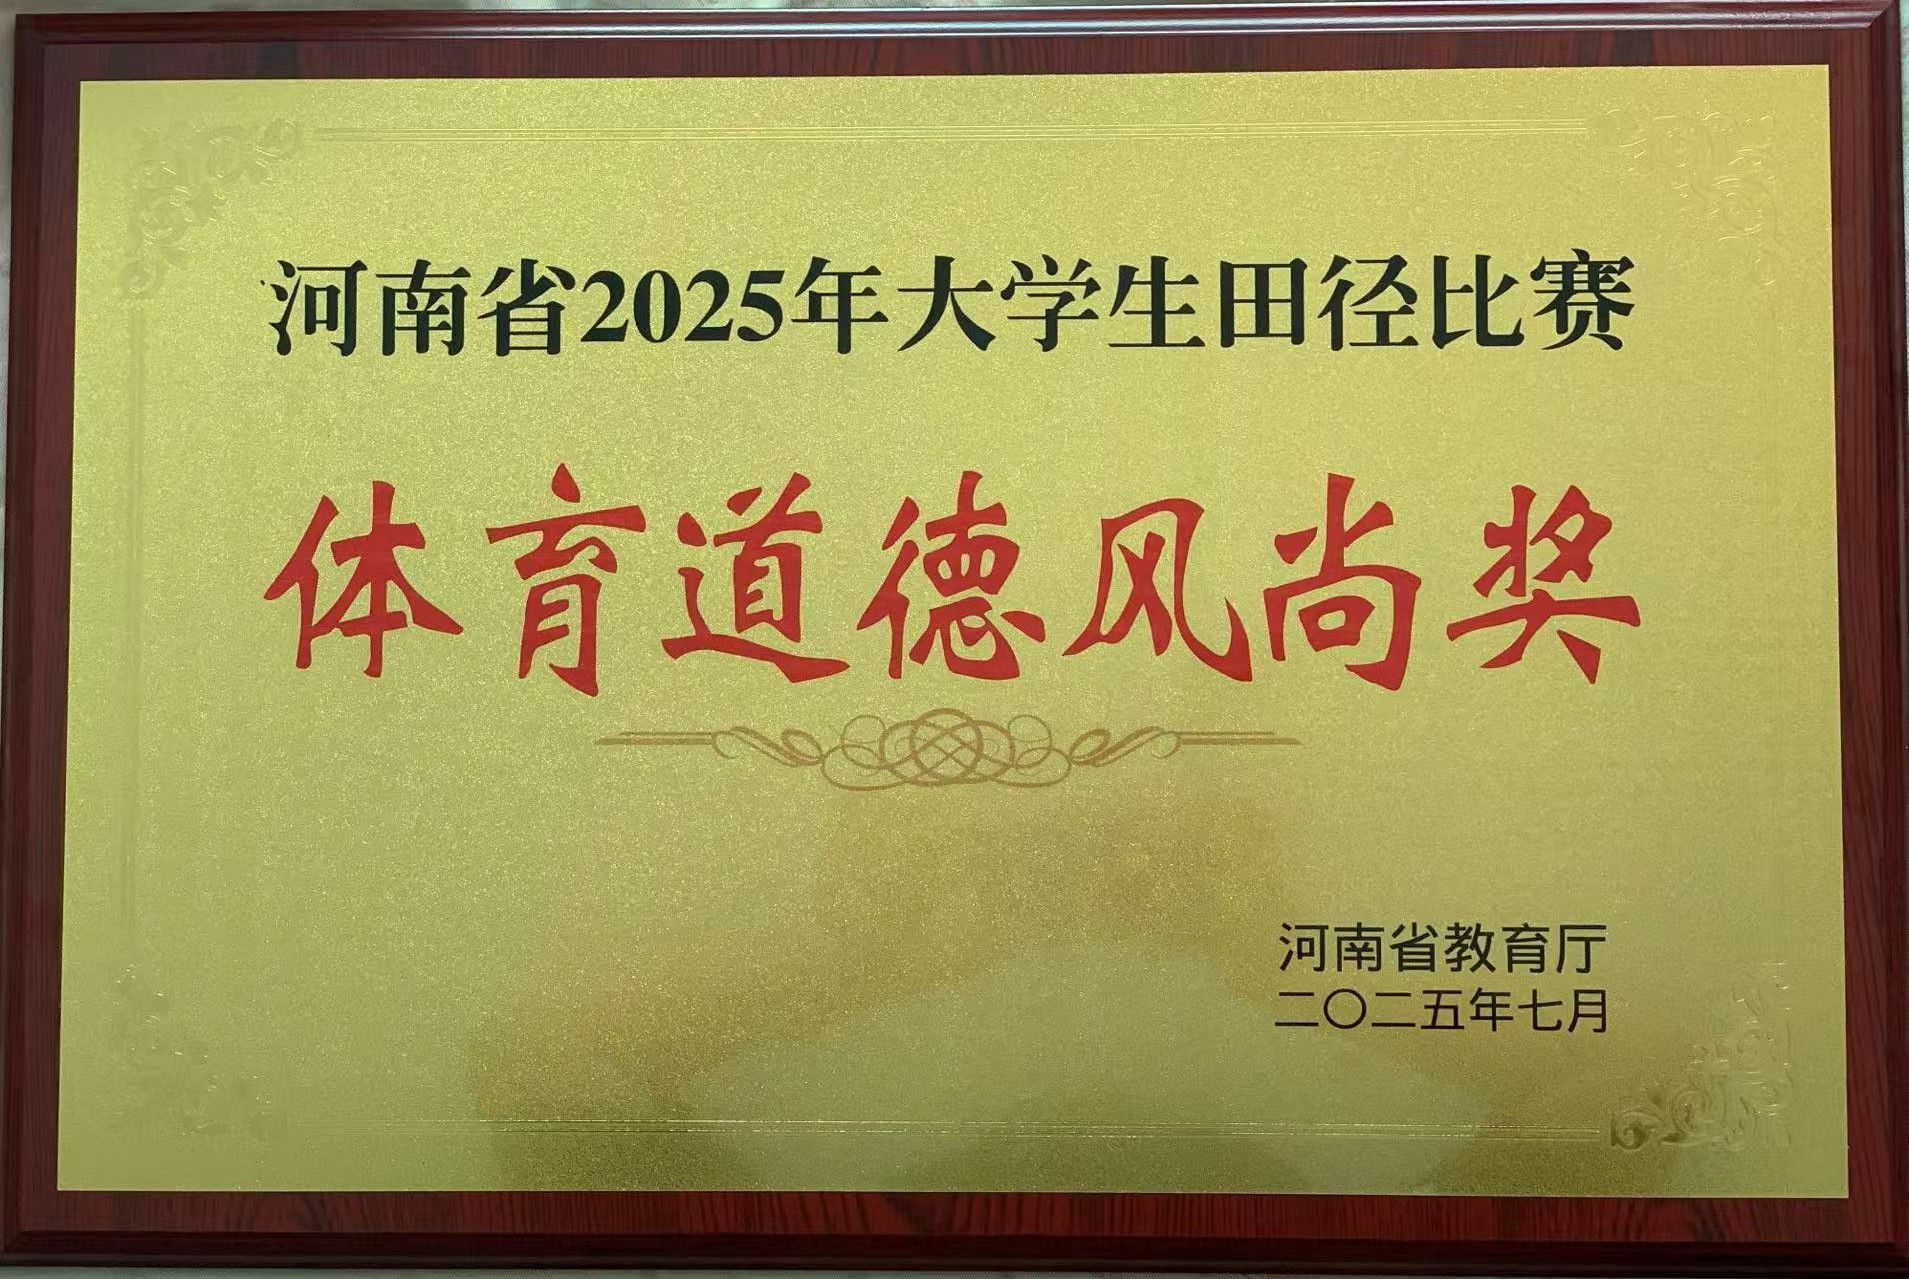 河南省2025年大学生田径比赛
体育道德风尚奖
河南省教育厅
二〇二五年七月